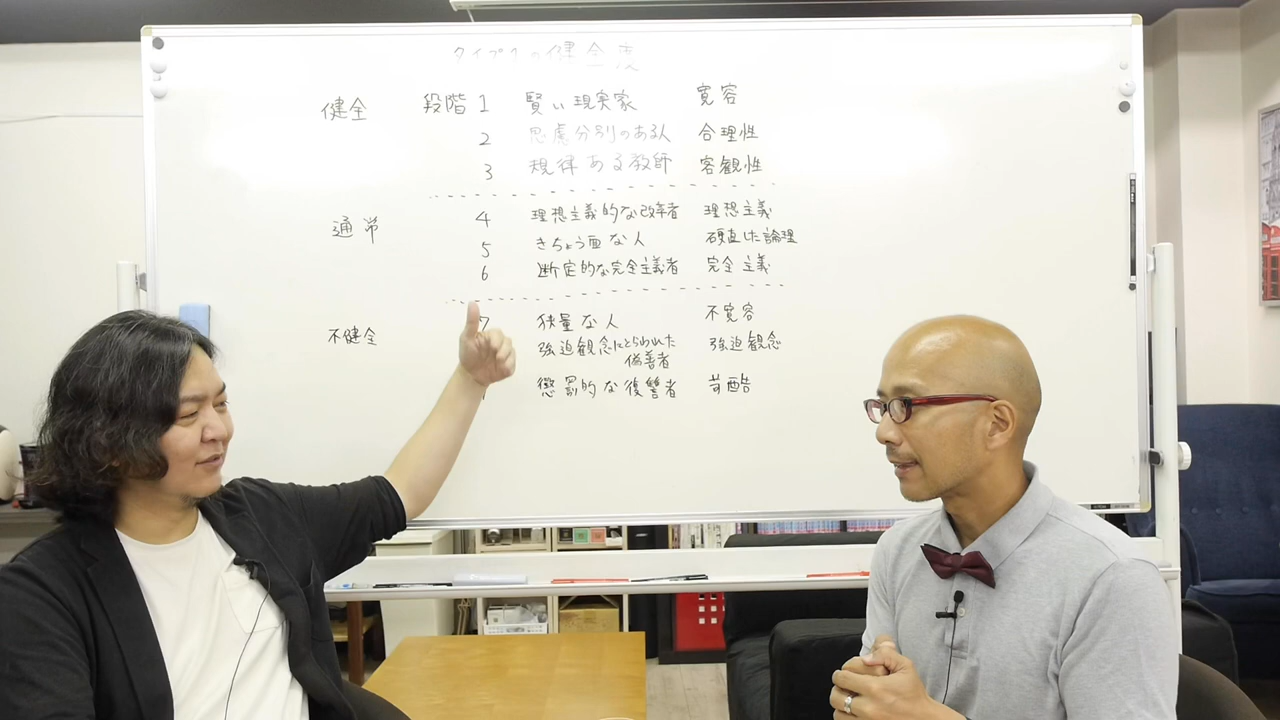 タイプ1の健全度
健全 段階 1 賢い現実家 寛容
2 思慮分別のある人 合理性
3 規律ある教師 客観性
通常 4 理想主義的な改革者 理想主義
5 きちょう面な人 硬直した論理
6 断定的な完全主義者 完全主義
不健全 7 狭量な人 不寛容
強迫観念にとらわれた 強迫観念
偽善者
懲罰的な復讐者 苛酷